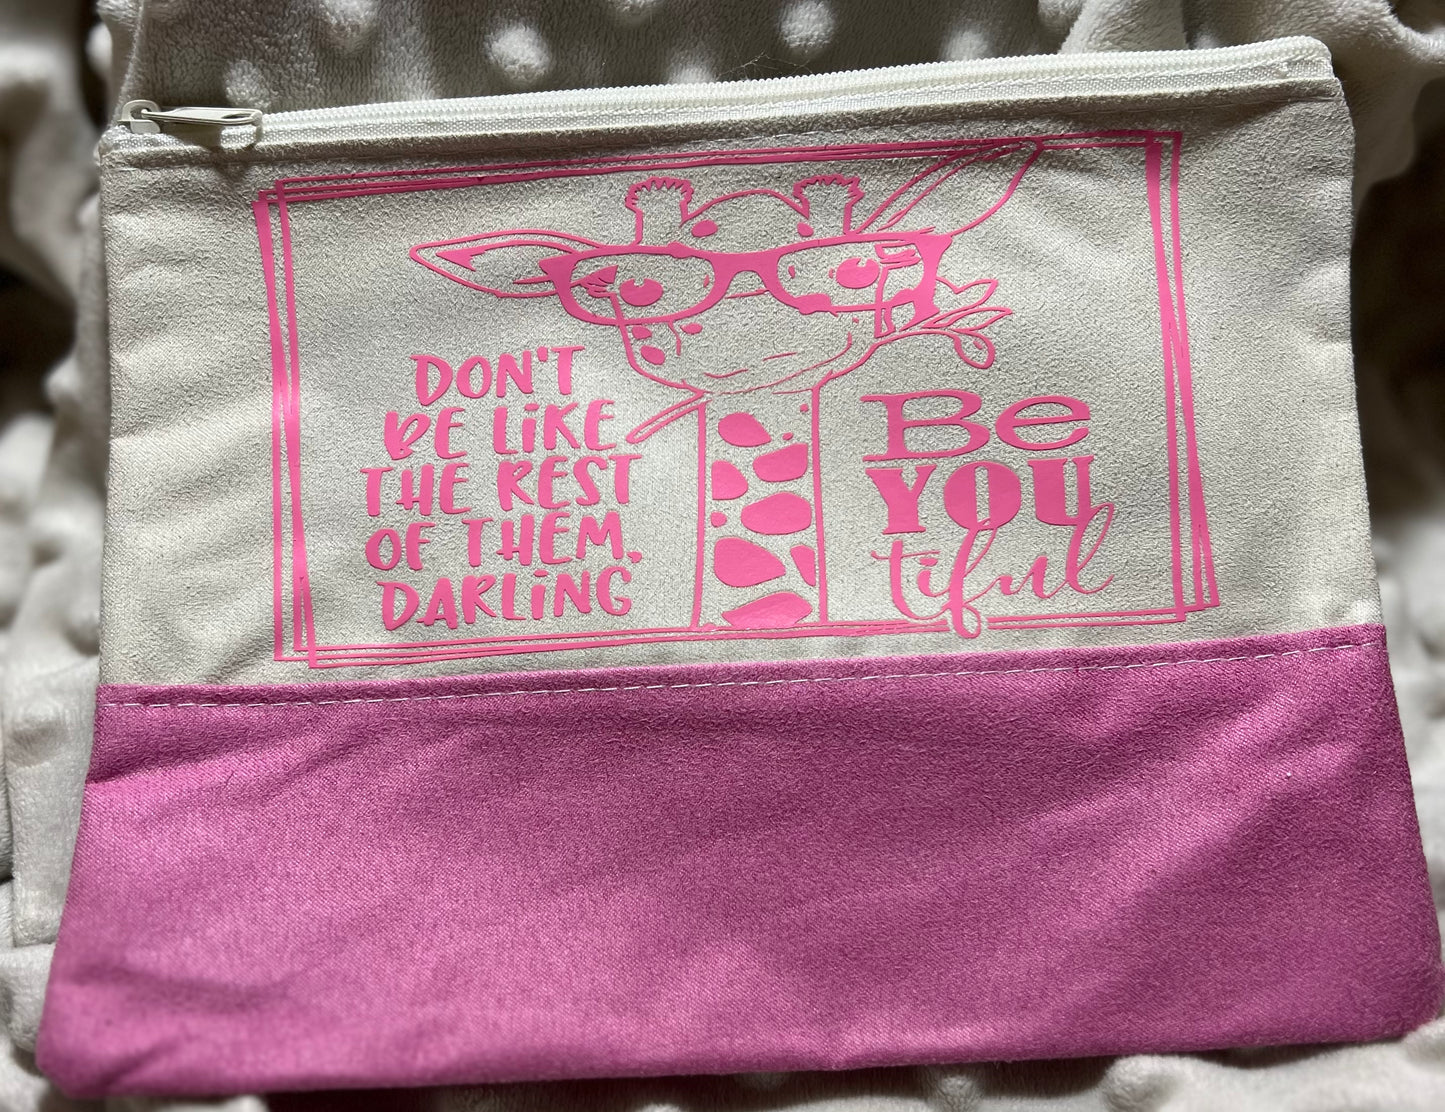 DON'T
BE LiKE
THE REST
OF THEM,
DARLiNG
Be
YOU
tiful